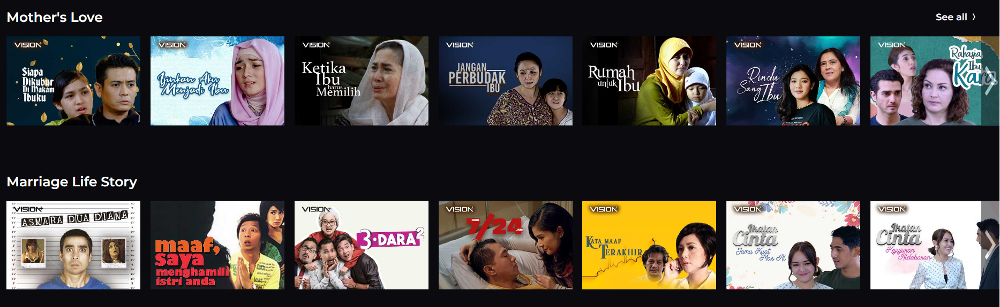 Mother's Love
See all
VISION+
Siapa
Dikubur
Di Makam
Ibuku
VISION+
Ijinkan Aku
Menjadi Ibu
VISION+
Ketika
Ibu
harus
Memilih
VISION+
JANGAN
PERBUDAK
IBU
VISION+
Rumah
untuk Ibu
VISION+
Rindu
Sang Ibu
VISION+
Rahasia
Ibu
Kara
Marriage Life Story
VISION+
ASMARA DUA DIANA
maaf,
saya
menghamili
istri anda
VISION+
3 • DARA 2
VISION+
7/24
HARI
JAM
VISION+
KATA MAAF
TERAKHIR
VISION+
Ikatan
Cinta
Jamu Kuat
Mas Al
VISION+
Ikatan
Cinta
Kejujuran
Aldebaran